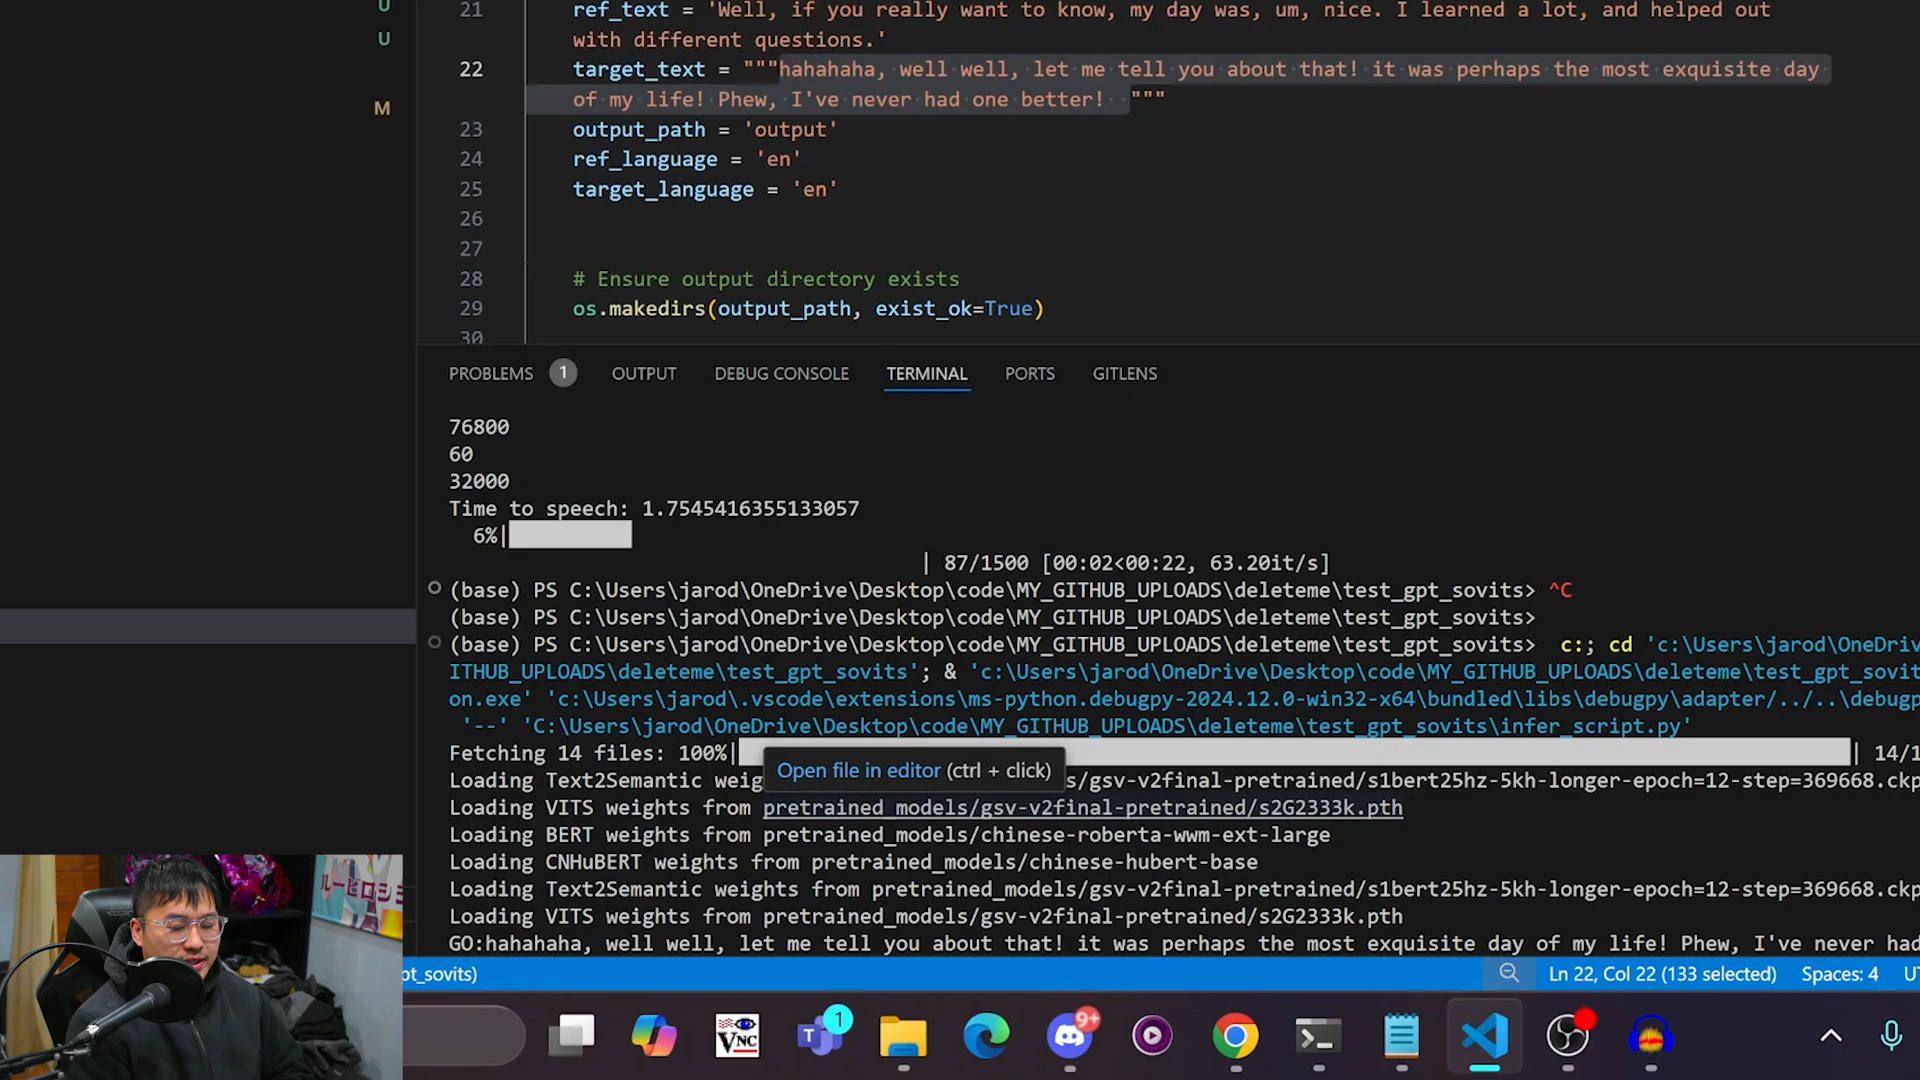 U
21 ref_text = 'Well, if you really want to know, my day was, um, nice. I learned a lot, and helped out
U
with different questions.'
22 target_text = """hahahaha, well well, let me tell you about that! it was perhaps the most exquisite day
of my life! Phew, I've never had one better!  """
M
23 output_path = 'output'
24 ref_language = 'en'
25 target_language = 'en'
26
27
28 # Ensure output directory exists
29 os.makedirs(output_path, exist_ok=True)
30
PROBLEMS 1 OUTPUT DEBUG CONSOLE TERMINAL PORTS GITLENS
76800
60
32000
Time to speech: 1.7545416355133057
6%|
| 87/1500 [00:02<00:22, 63.20it/s]
(base) PS C:\Users\jarod\OneDrive\Desktop\code\MY_GITHUB_UPLOADS\deleteme\test_gpt_sovits> ^C
(base) PS C:\Users\jarod\OneDrive\Desktop\code\MY_GITHUB_UPLOADS\deleteme\test_gpt_sovits>
(base) PS C:\Users\jarod\OneDrive\Desktop\code\MY_GITHUB_UPLOADS\deleteme\test_gpt_sovits> c:; cd 'c:\Users\jarod\OneDriv
ITHUB_UPLOADS\deleteme\test_gpt_sovits'; & 'c:\Users\jarod\OneDrive\Desktop\code\MY_GITHUB_UPLOADS\deleteme\test_gpt_sovit
on.exe' 'c:\Users\jarod\.vscode\extensions\ms-python.debugpy-2024.12.0-win32-x64\bundled\libs\debugpy\adapter/../..\debugp
'--' 'C:\Users\jarod\OneDrive\Desktop\code\MY_GITHUB_UPLOADS\deleteme\test_gpt_sovits\infer_script.py'
Fetching 14 files: 100%| | 14/1
Open file in editor (ctrl + click)
Loading Text2Semantic weig s/gsv-v2final-pretrained/s1bert25hz-5kh-longer-epoch=12-step=369668.ckp
Loading VITS weights from pretrained_models/gsv-v2final-pretrained/s2G2333k.pth
Loading BERT weights from pretrained_models/chinese-roberta-wwm-ext-large
Loading CNHuBERT weights from pretrained_models/chinese-hubert-base
Loading Text2Semantic weights from pretrained_models/gsv-v2final-pretrained/s1bert25hz-5kh-longer-epoch=12-step=369668.ckp
Loading VITS weights from pretrained_models/gsv-v2final-pretrained/s2G2333k.pth
GO:hahahaha, well well, let me tell you about that! it was perhaps the most exquisite day of my life! Phew, I've never had
pt_sovits) Ln 22, Col 22 (133 selected) Spaces: 4 UT
VNC
T
1
9+